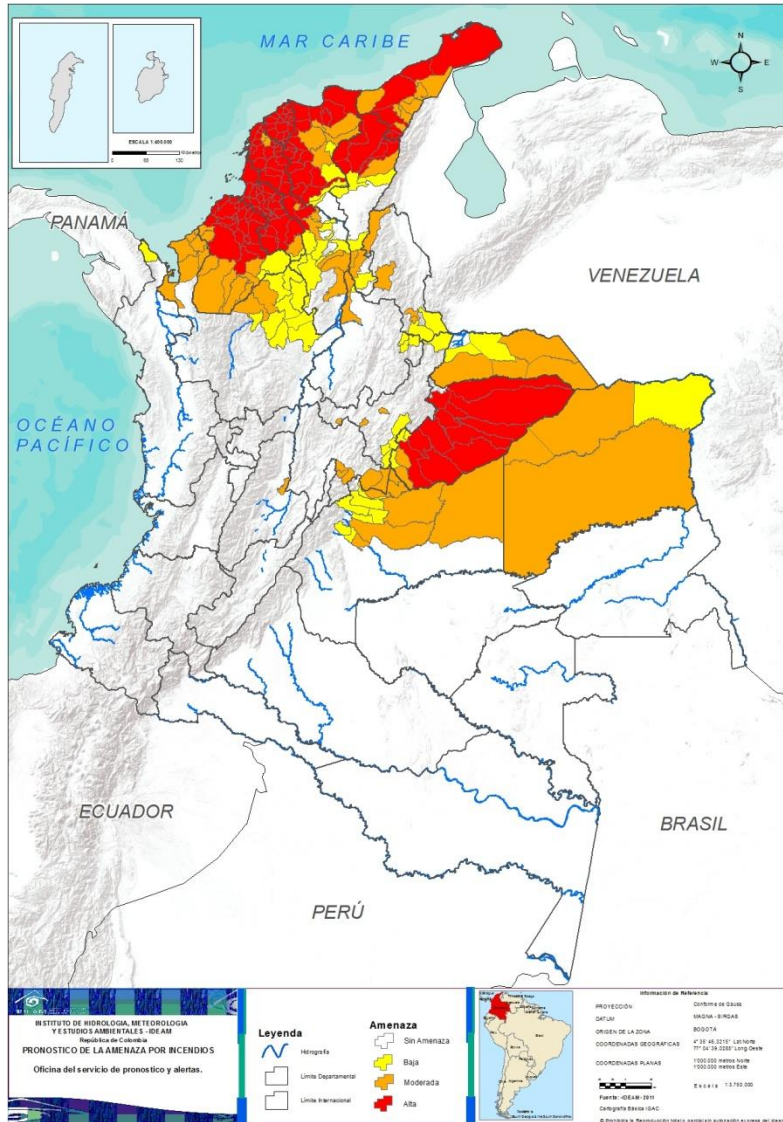 MAR CARIBE
N
W E
S
ESCALA 1:400.000
PANAMÁ
VENEZUELA
OCÉANO
PACÍFICO
ECUADOR
BRASIL
PERÚ
INSTITUTO DE HIDROLOGIA, METEOROLOGIA
Y ESTUDIOS AMBIENTALES -IDEAM
República de Colombia
PRONOSTICO DE LA AMENAZA POR INCENDIOS
Oficina del servicio de pronostico y alertas.
Leyenda
Hidrografía
Límite Departamental
Límite Internacional
Amenaza
Sin Amenaza
Baja
Moderada
Alta
Información de Referencia
PROYECCIÓN Conforme de Gauss
DATUM MAGNA - SIRGAS
ORIGEN DE LA ZONA BOGOTÁ
COORDENADAS GEOGRÁFICAS
COORDENADAS PLANAS 1'000.000 metros Norte
1'000.000 metros Este
Escala 1:3.750.000
Fuente: -IDEAM- 2011
Cartografía Básica IGAC